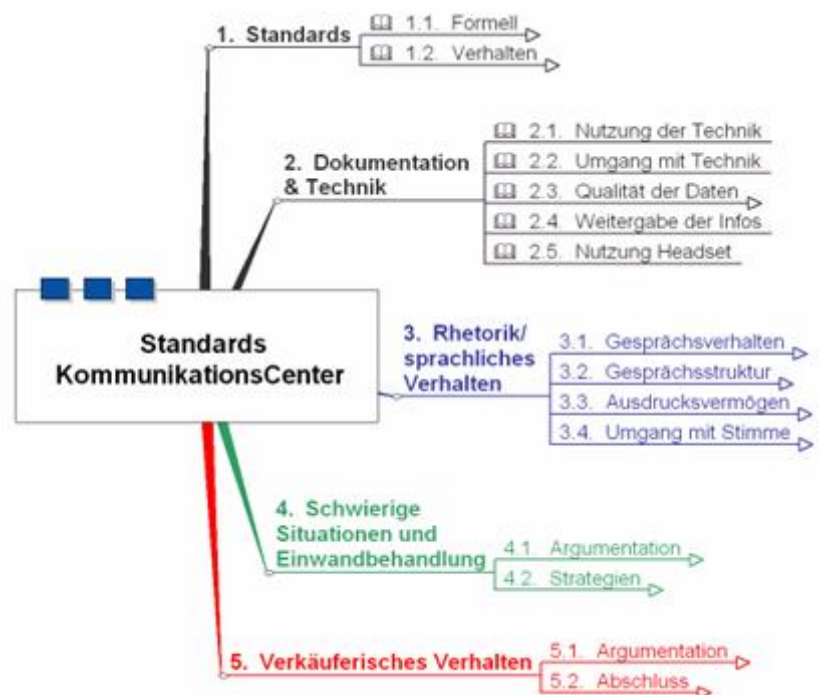 1. Standards
1.1. Formell
1.2. Verhalten
2. Dokumentation
& Technik
2.1. Nutzung der Technik
2.2. Umgang mit Technik
2.3. Qualität der Daten
2.4. Weitergabe der Infos
2.5. Nutzung Headset
Standards
KommunikationsCenter
3. Rhetorik/
sprachliches
Verhalten
3.1. Gesprächsverhalten
3.2. Gesprächsstruktur
3.3. Ausdrucksvermögen
3.4. Umgang mit Stimme
4. Schwierige
Situationen und
Einwandbehandlung
4.1 Argumentation
4.2. Strategien
5. Verkäuferisches Verhalten
5.1. Argumentation
5.2. Abschluss